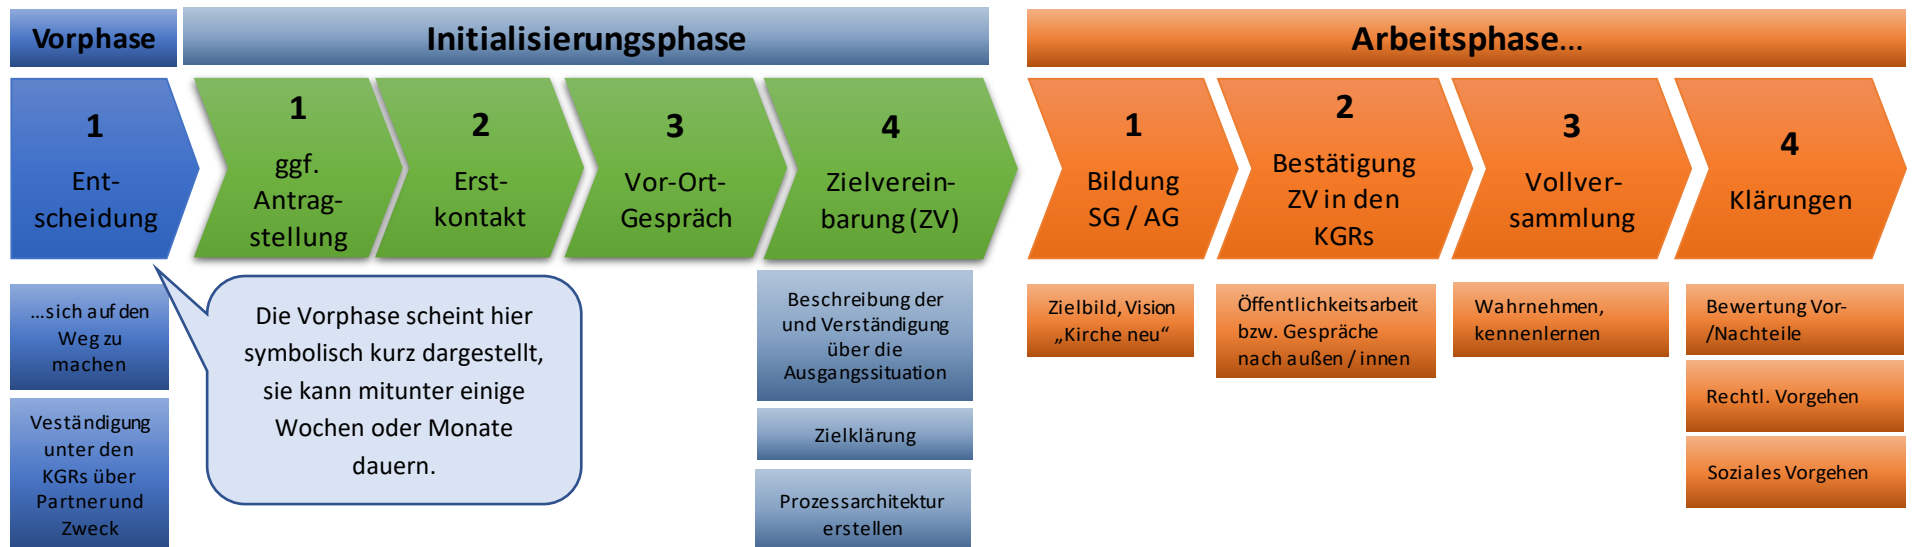 Vorphase
Initialisierungsphase
Arbeitsphase...
1
Ent-
scheidung
1
ggf.
Antrag-
stellung
2
Erst-
kontakt
3
Vor-Ort-
Gespräch
4
Zielverein-
barung (ZV)
1
Bildung
SG / AG
2
Bestätigung
ZV in den
KGRs
3
Vollver-
sammlung
4
Klärungen
...sich auf den
Weg zu
machen
Veständigung
unter den
KGRs über
Partner und
Zweck
Die Vorphase scheint hier
symbolisch kurz dargestellt,
sie kann mitunter einige
Wochen oder Monate
dauern.
Beschreibung der
und Verständigung
über die
Ausgangssituation
Zielklärung
Prozessarchitektur
erstellen
Zielbild, Vision
„Kirche neu“
Öffentlichkeitsarbeit
bzw. Gespräche
nach außen / innen
Wahrnehmen,
kennenlernen
Bewertung Vor-
/Nachteile
Rechtl. Vorgehen
Soziales Vorgehen